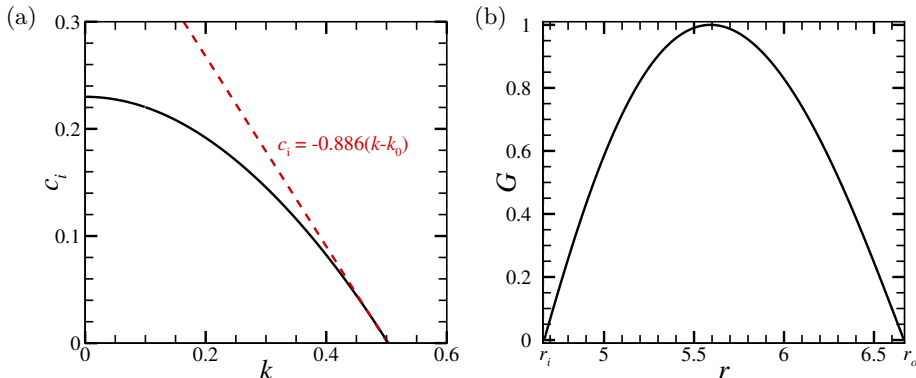 (a)
0.3
0.2
0.1
0
c_i
c_i = -0.886(k-k_0)
0 0.2 0.4 0.6
k
(b)
1
0.8
0.6
0.4
0.2
0
G
r_i 5 5.5 6 6.5 r_o
r